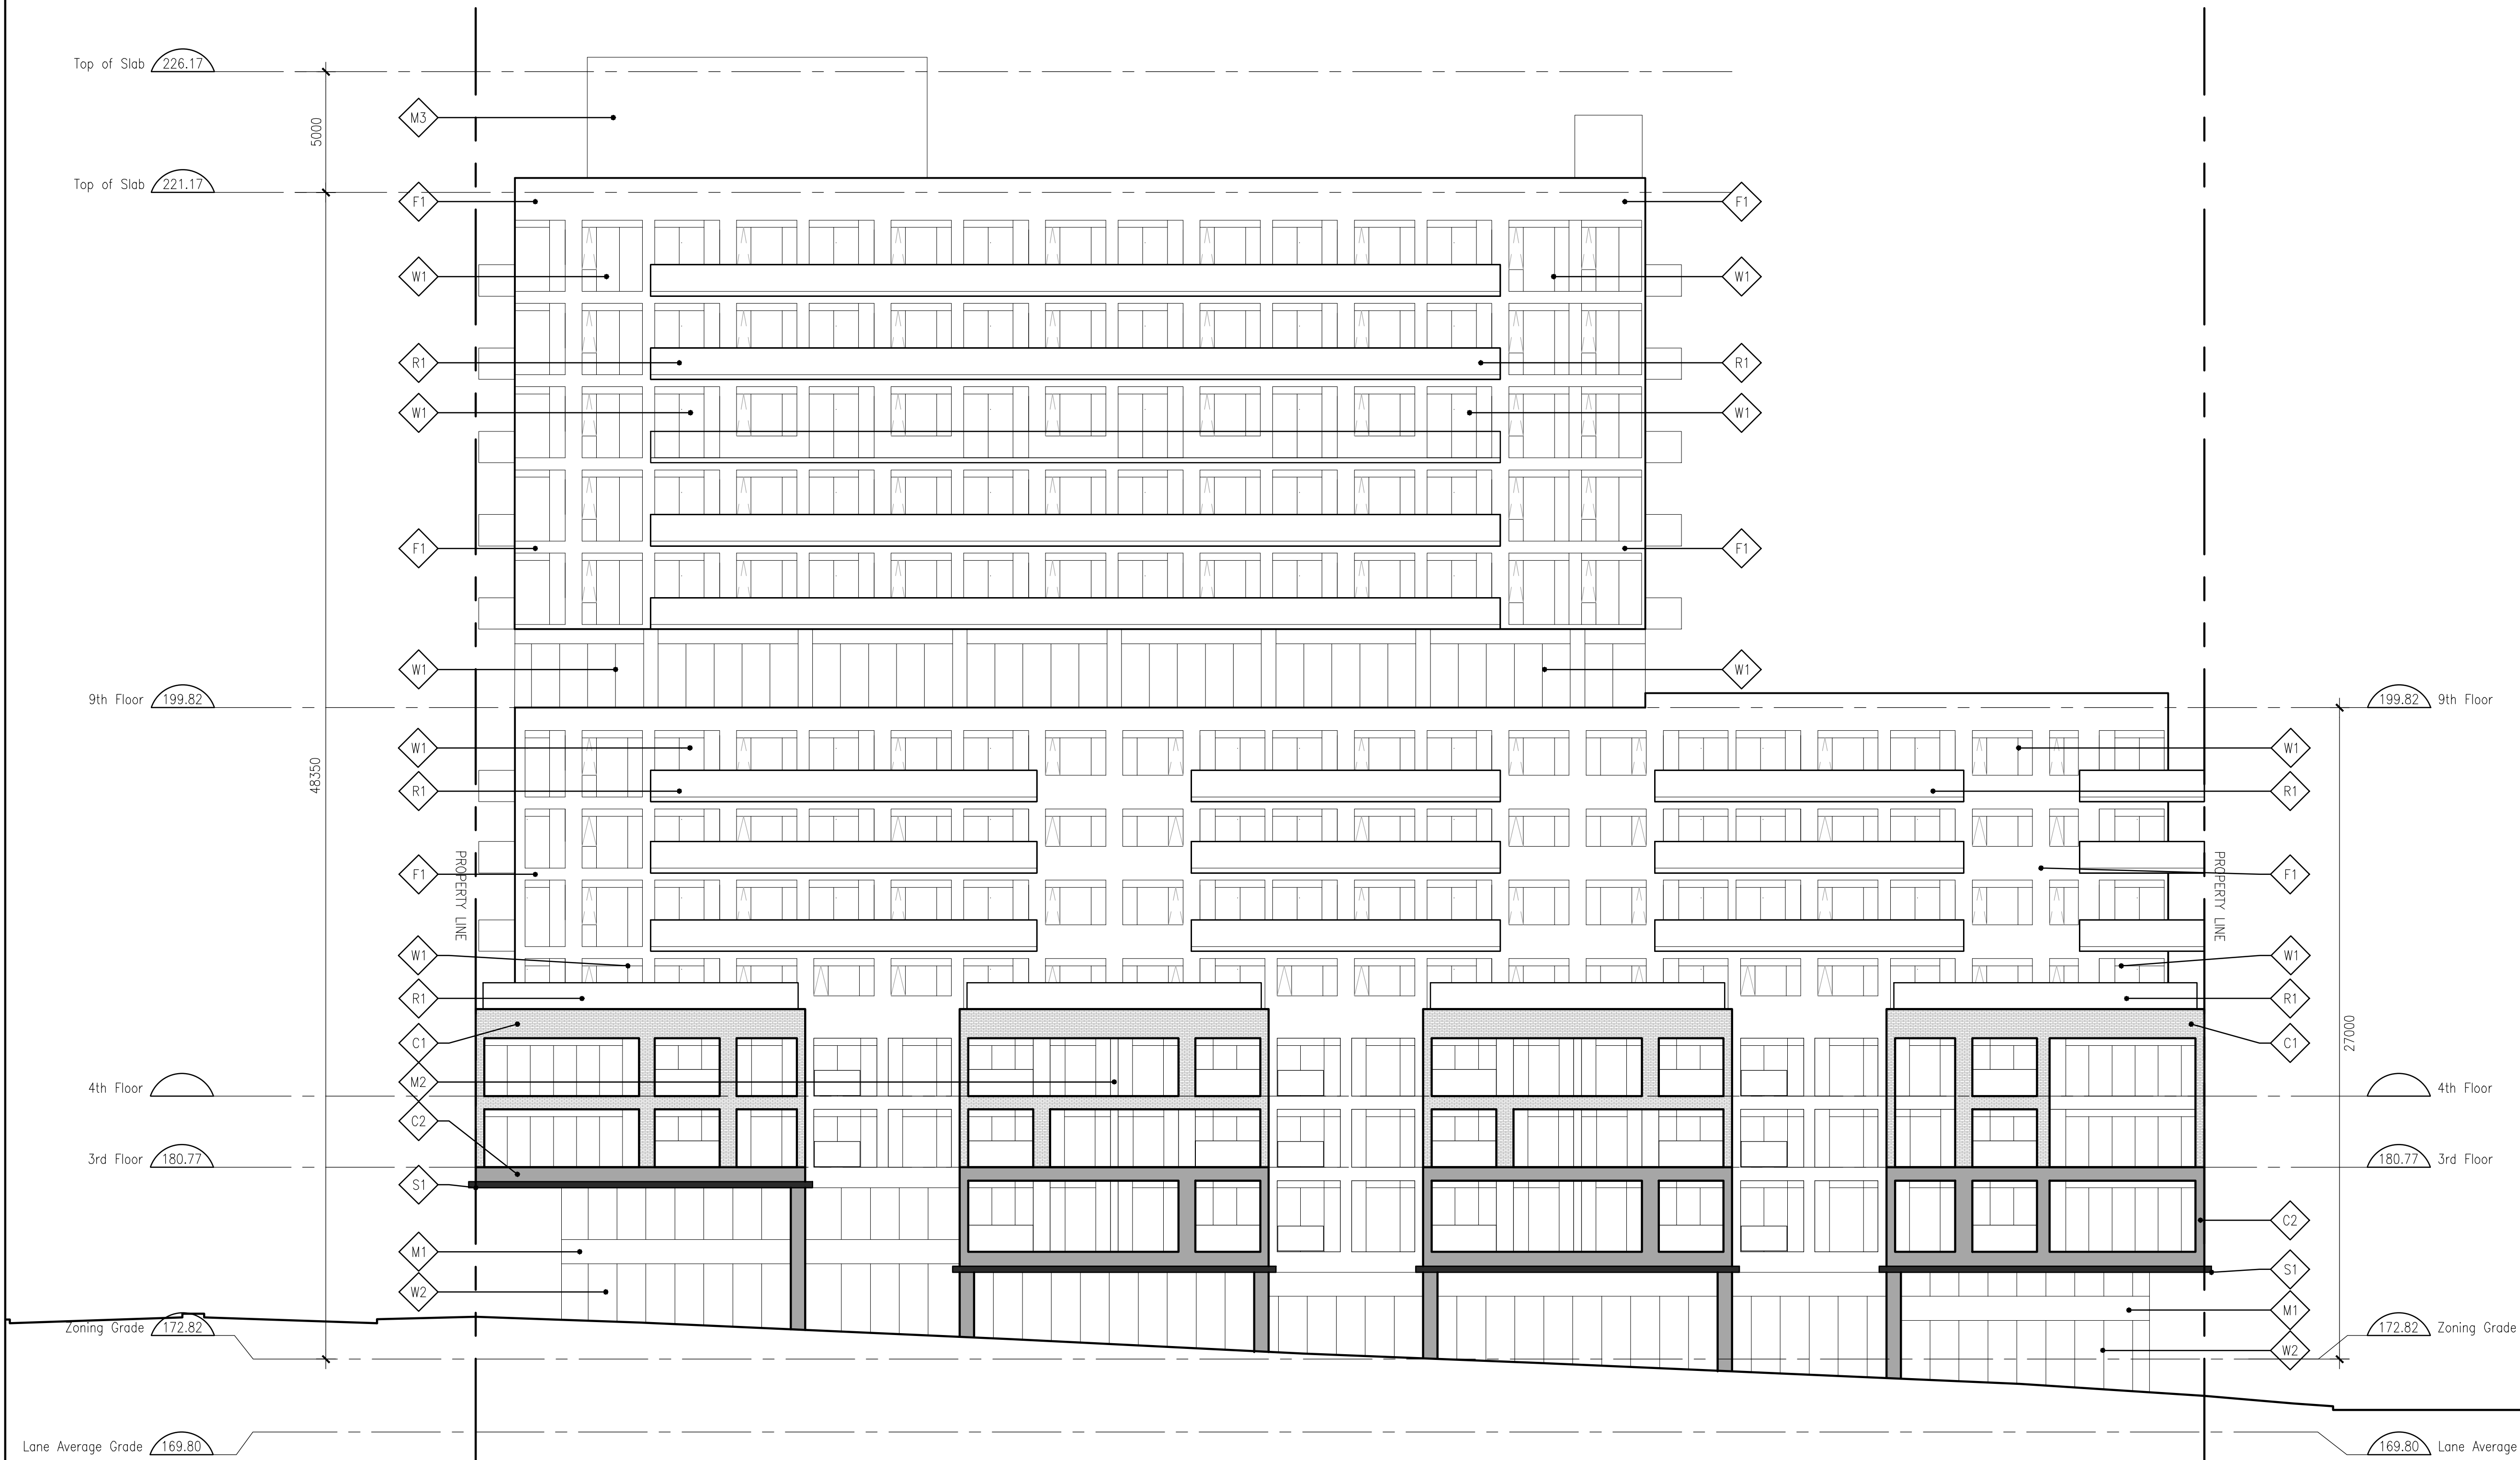 Top of Slab 226.17
M3
5000
Top of Slab 221.17
F1 F1
W1 W1
R1 R1
W1 W1
F1 F1
W1 W1
9th Floor 199.82 199.82 9th Floor
W1 W1
48350
R1 R1
F1 F1
PROPERTY LINE PROPERTY LINE
W1 W1
R1 R1
C1 C1
27000
M2
4th Floor 4th Floor
C2
3rd Floor 180.77 180.77 3rd Floor
S1
C2
M1
S1
W2
M1
Zoning Grade 172.82 172.82 Zoning Grade
W2
Lane Average Grade 169.80 169.80 Lane Average